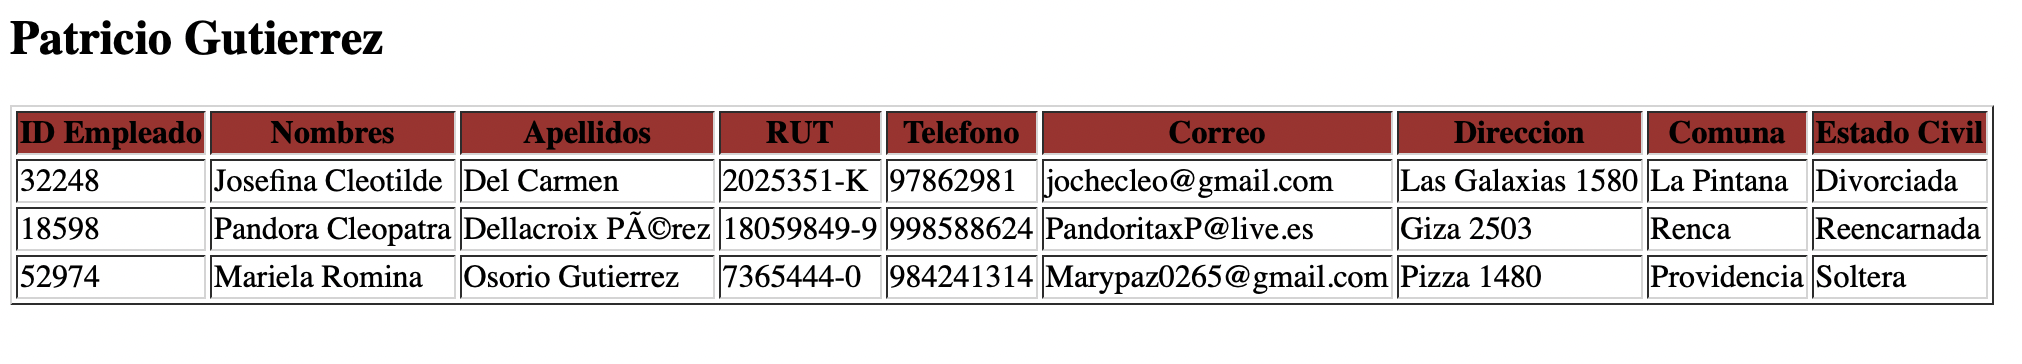 Patricio Gutierrez
ID Empleado Nombres Apellidos RUT Telefono Correo Direccion Comuna Estado Civil
32248 Josefina Cleotilde Del Carmen 2025351-K 97862981 jochecleo@gmail.com Las Galaxias 1580 La Pintana Divorciada
18598 Pandora Cleopatra Dellacroix PÃ©rez 18059849-9 998588624 PandoritaxP@live.es Giza 2503 Renca Reencarnada
52974 Mariela Romina Osorio Gutierrez 7365444-0 984241314 Marypaz0265@gmail.com Pizza 1480 Providencia Soltera